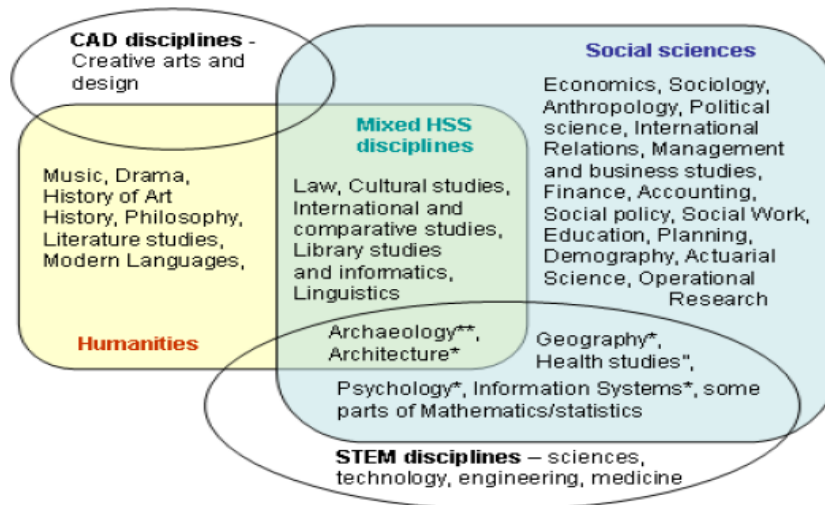 CAD disciplines -
Creative arts and
design
Social sciences
Economics, Sociology,
Anthropology, Political
science, International
Relations, Management
and business studies,
Finance, Accounting,
Social policy, Social Work,
Education, Planning,
Demography, Actuarial
Science, Operational
Research
Mixed HSS
disciplines
Law, Cultural studies,
International and
comparative studies,
Library studies
and informatics,
Linguistics
Music, Drama,
History of Art
History, Philosophy,
Literature studies,
Modern Languages,
Humanities
Archaeology**,
Architecture*
Geography*,
Health studies",
Psychology*, Information Systems*, some
parts of Mathematics/statistics
STEM disciplines – sciences,
technology, engineering, medicine